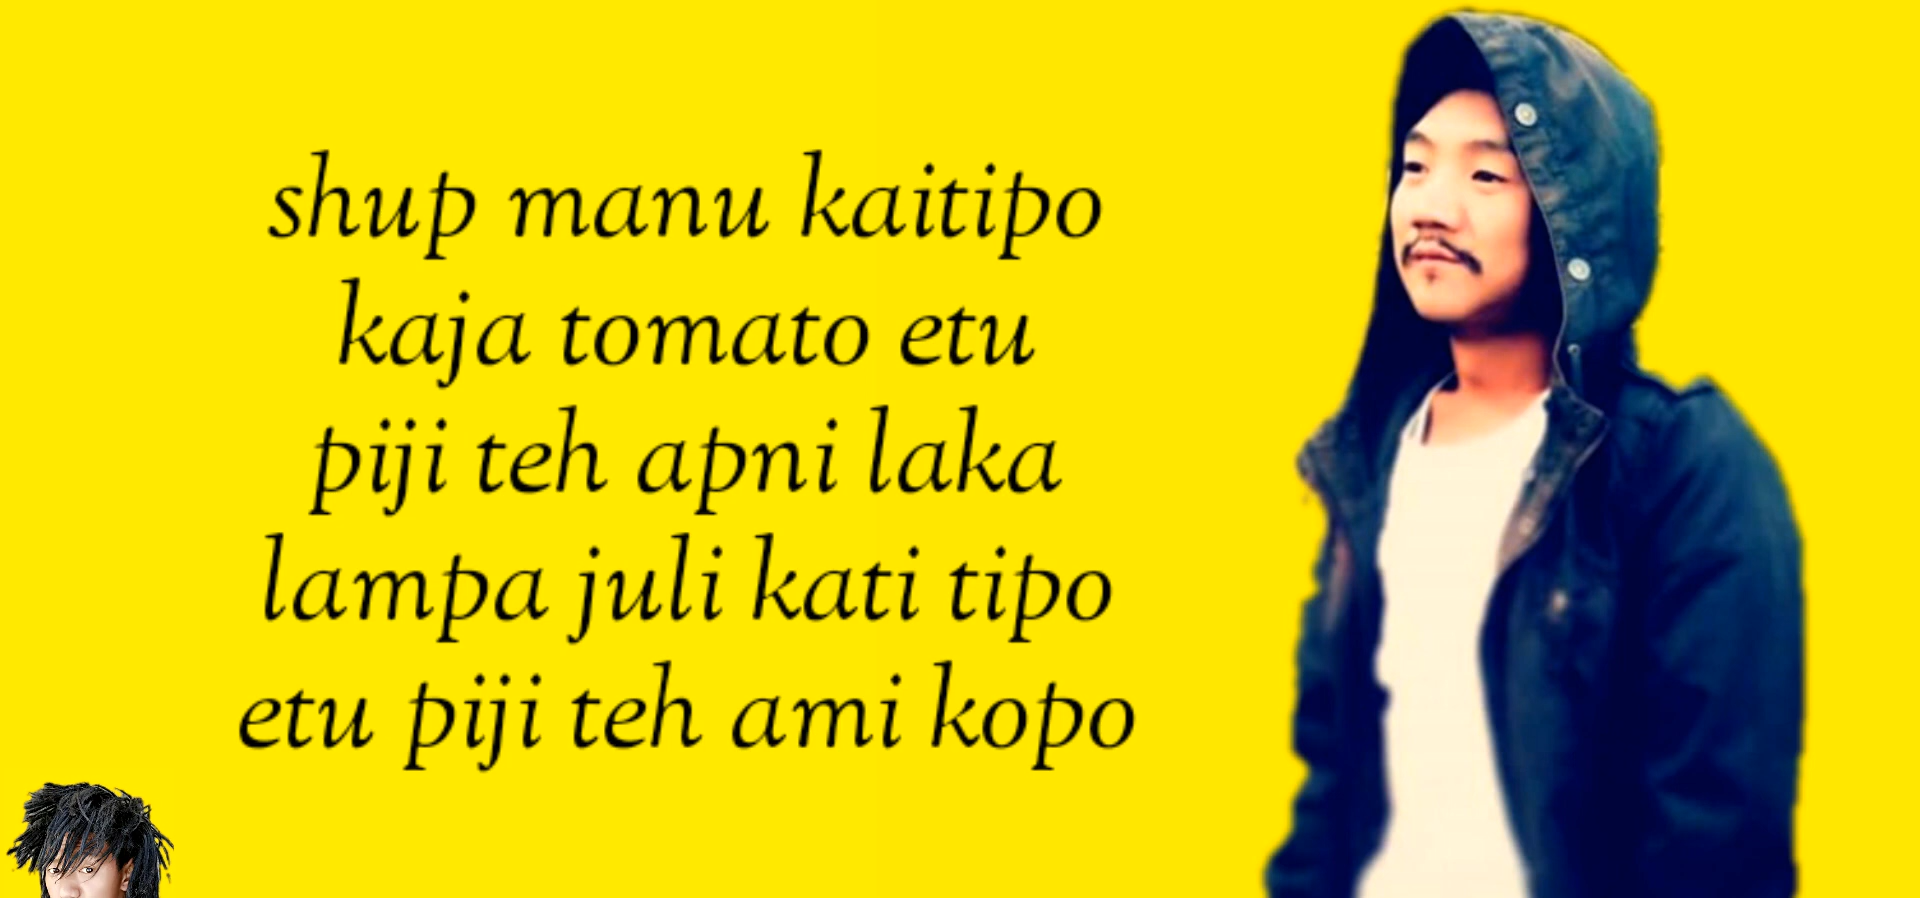 shup manu kaitipo
kaja tomato etu
piji teh apni laka
lampa juli kati tipo
etu piji teh ami kopo